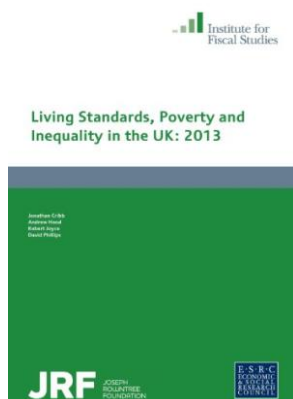 Institute for
Fiscal Studies
Living Standards, Poverty and
Inequality in the UK: 2013
Jonathan Cribb
Andrew Hood
Robert Joyce
David Phillips
JRF
JOSEPH
ROWNTREE
FOUNDATION
E·S·R·C
ECONOMIC
& SOCIAL
RESEARCH
COUNCIL